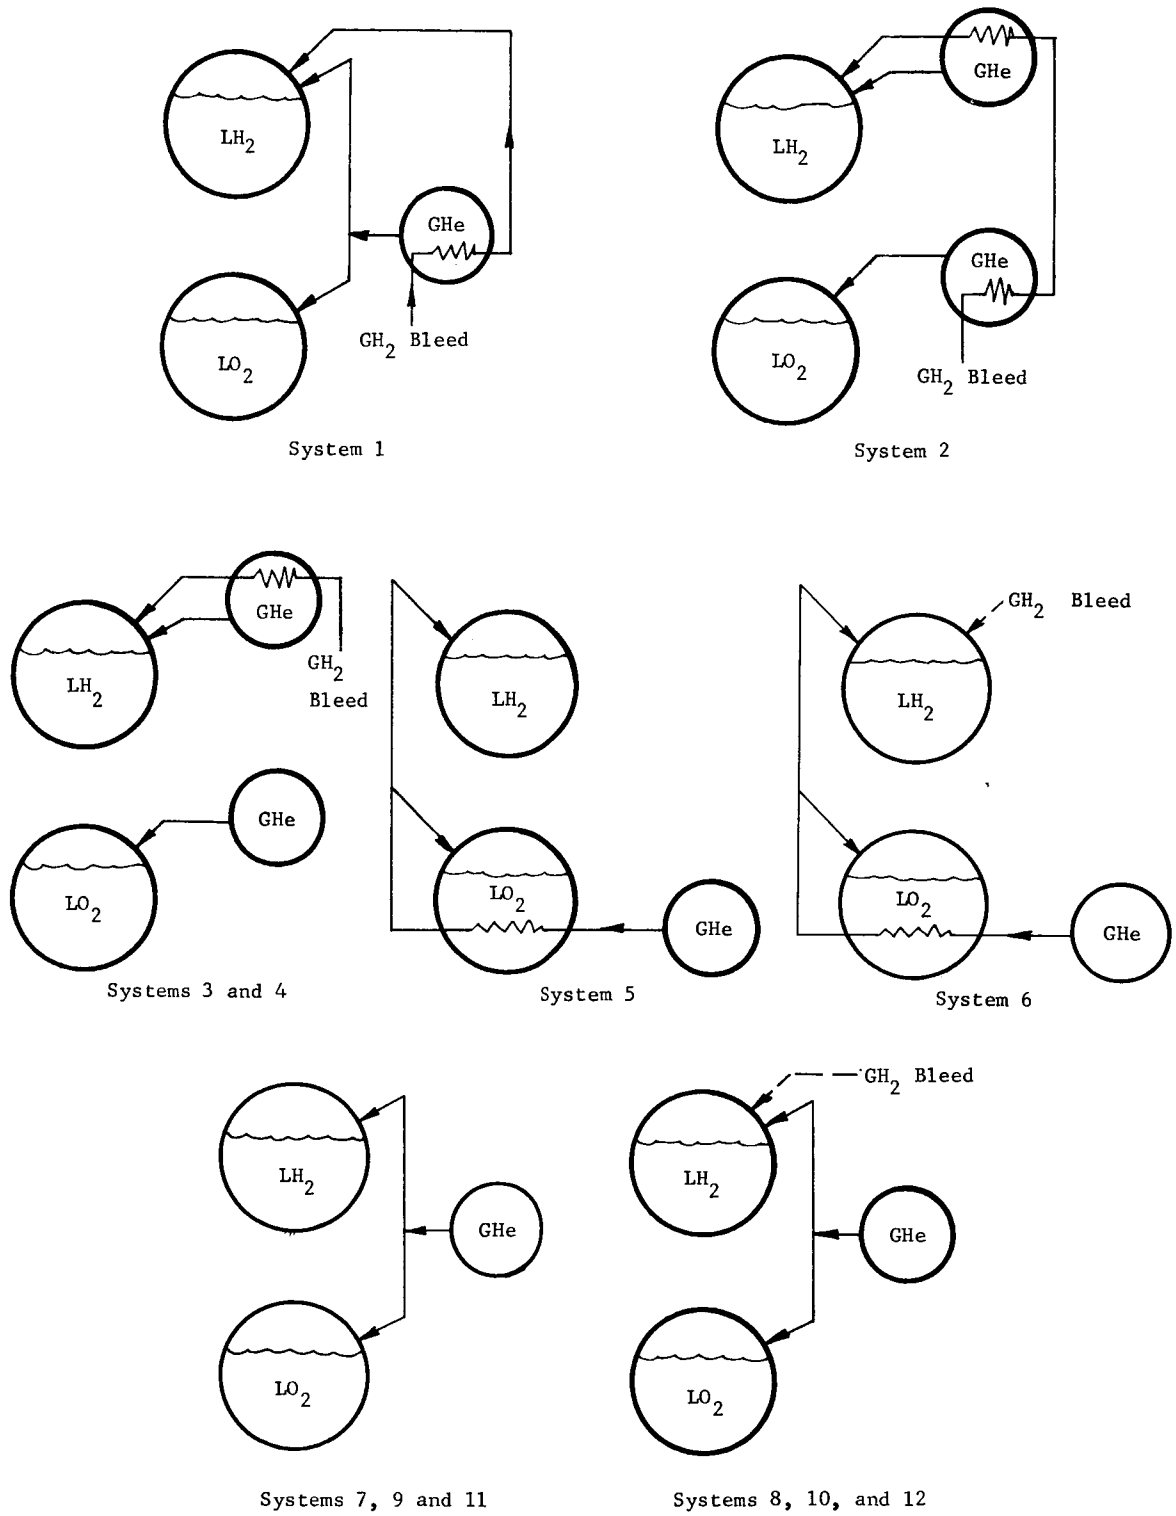 LH2
GHe
GH2 Bleed
LO2
System 1
GHe
LH2
GHe
LO2
GH2 Bleed
System 2
GHe
LH2
GH2
Bleed
GHe
LO2
Systems 3 and 4
LH2
LO2
GHe
System 5
GH2 Bleed
LH2
LO2
GHe
System 6
LH2
GHe
LO2
Systems 7, 9 and 11
GH2 Bleed
LH2
GHe
LO2
Systems 8, 10, and 12